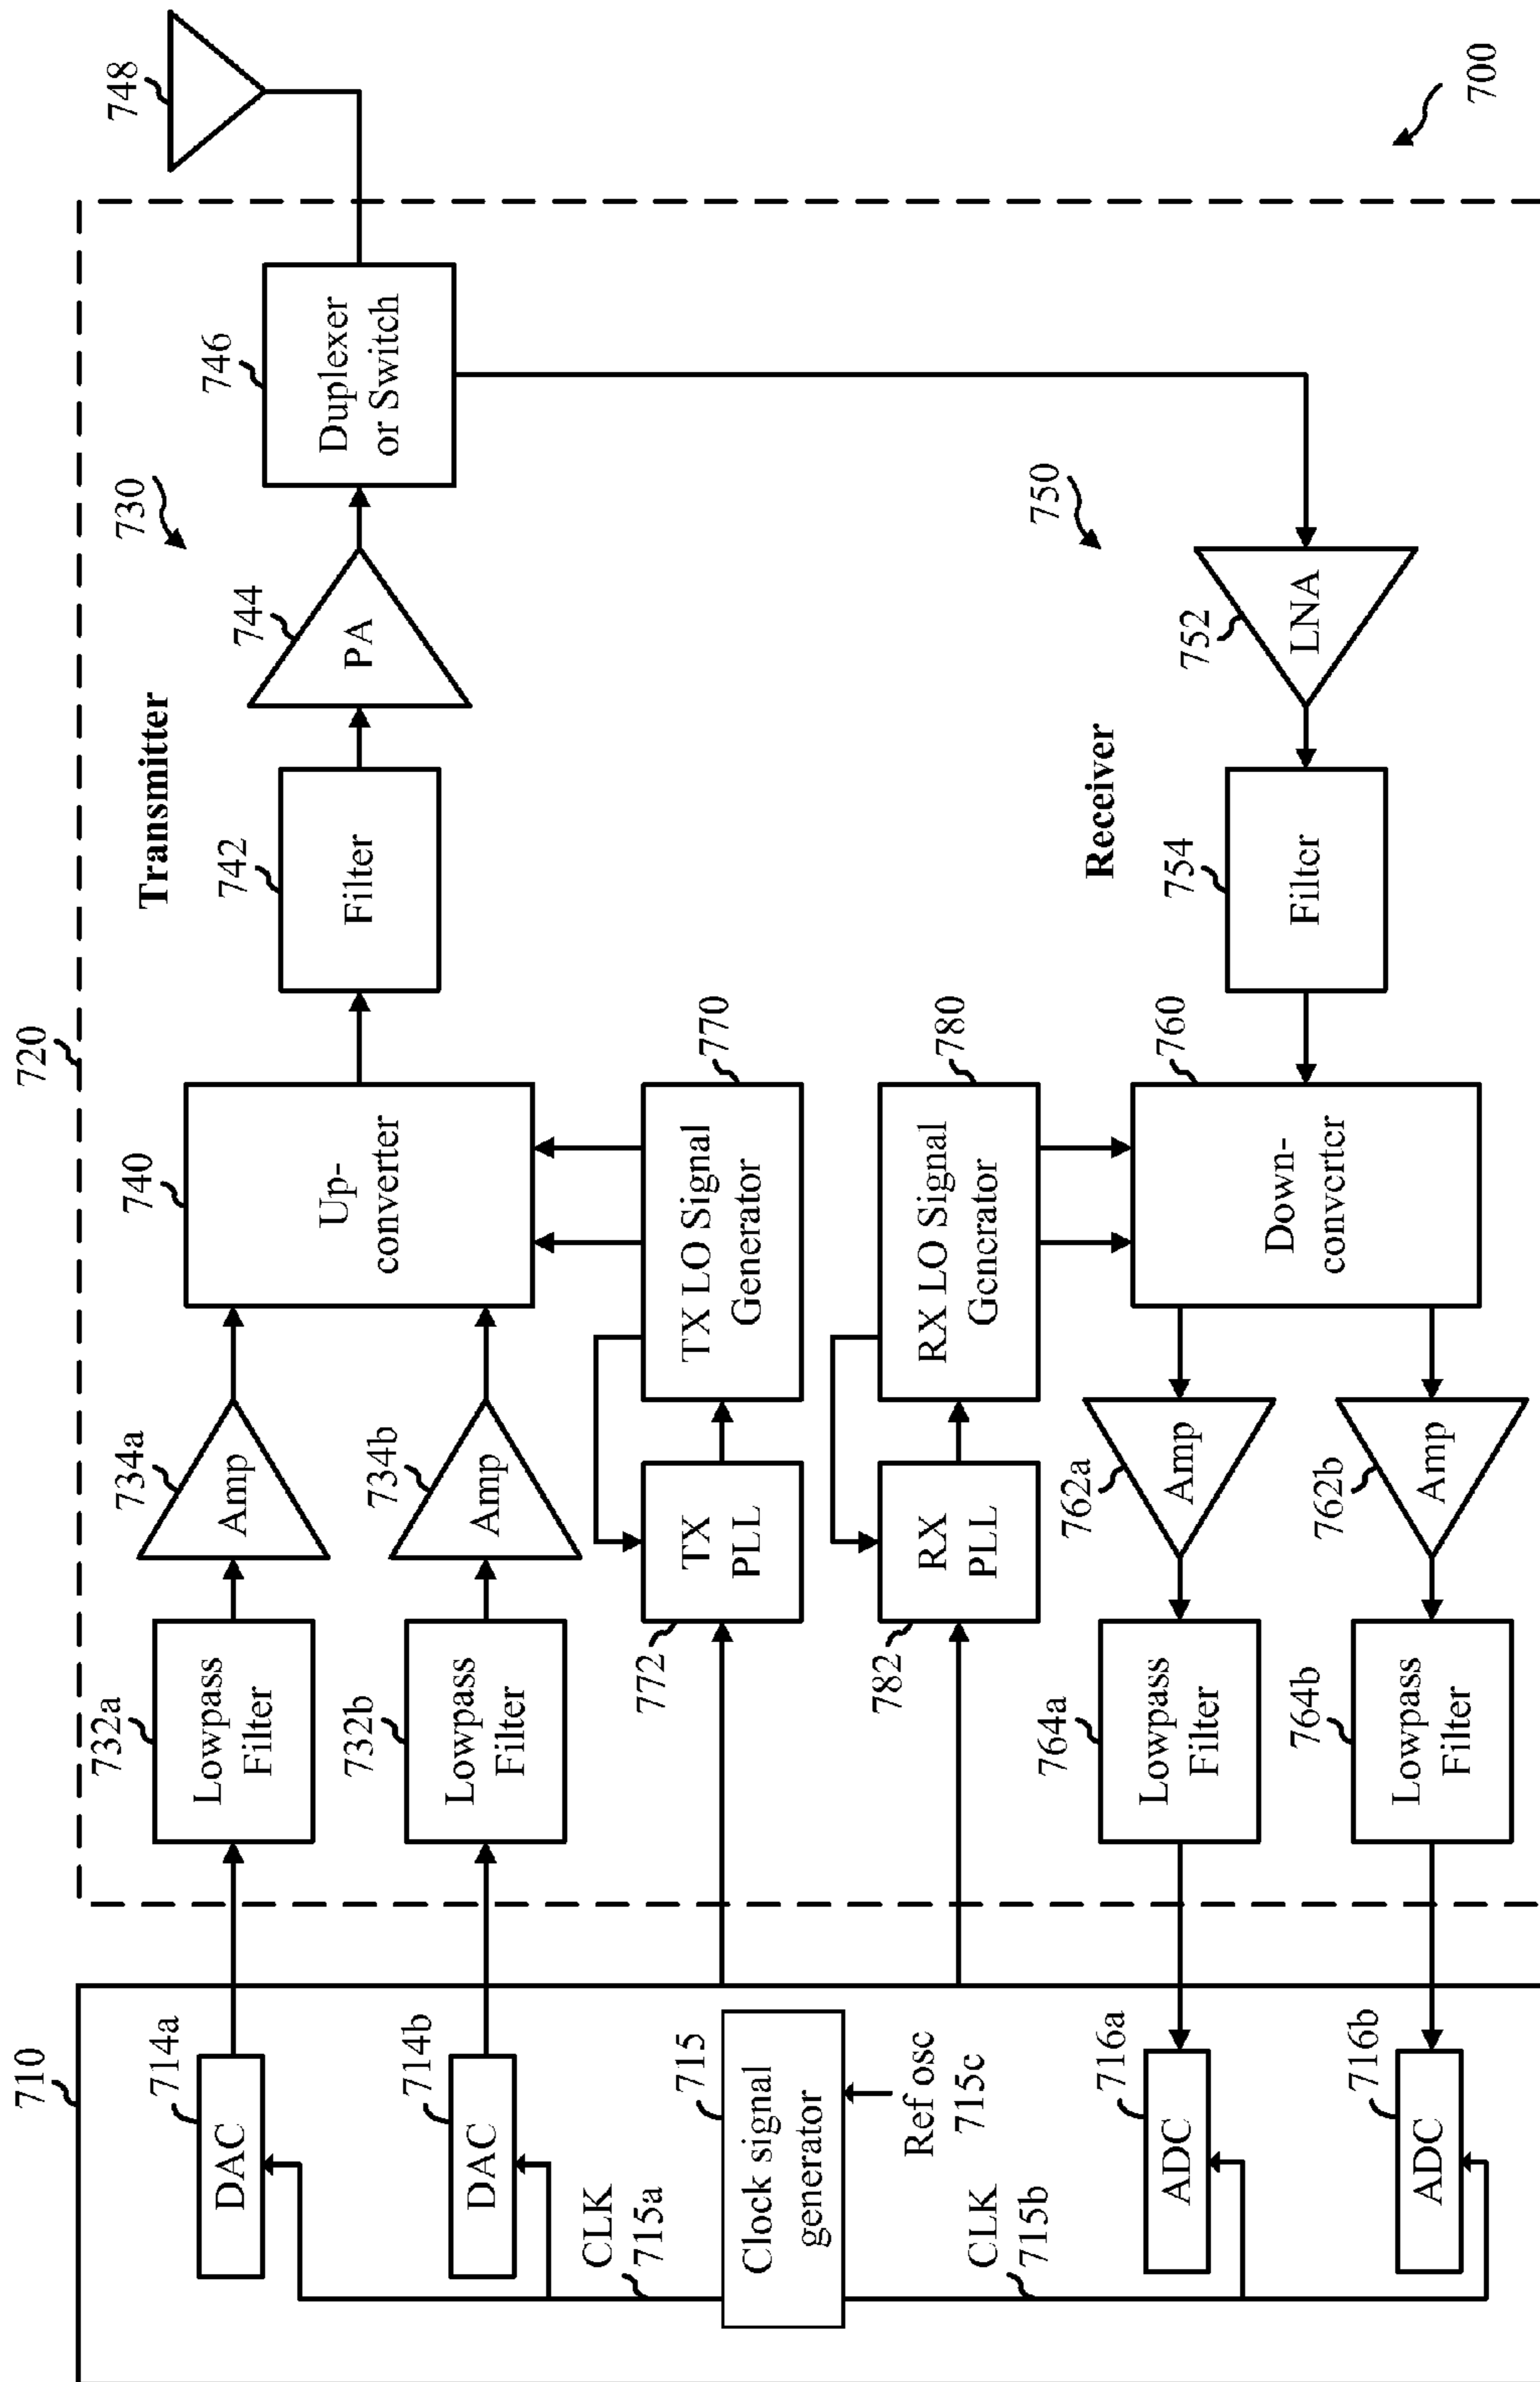 710
714a
DAC
714b
DAC
CLK
715a
715
Clock signal
generator
Ref osc
715c
CLK
715b
716a
ADC
716b
ADC
720
Transmitter
730
732a
Lowpass
Filter
734a
Amp
732b
Lowpass
Filter
734b
Amp
740
Up-
converter
742
Filter
744
PA
746
Duplexer
or Switch
748
772
TX
PLL
TX LO Signal
Generator
770
782
RX
PLL
RX LO Signal
Generator
780
Receiver
750
764a
Lowpass
Filter
762a
Amp
764b
Lowpass
Filter
762b
Amp
760
Down-
converter
754
Filter
752
LNA
700